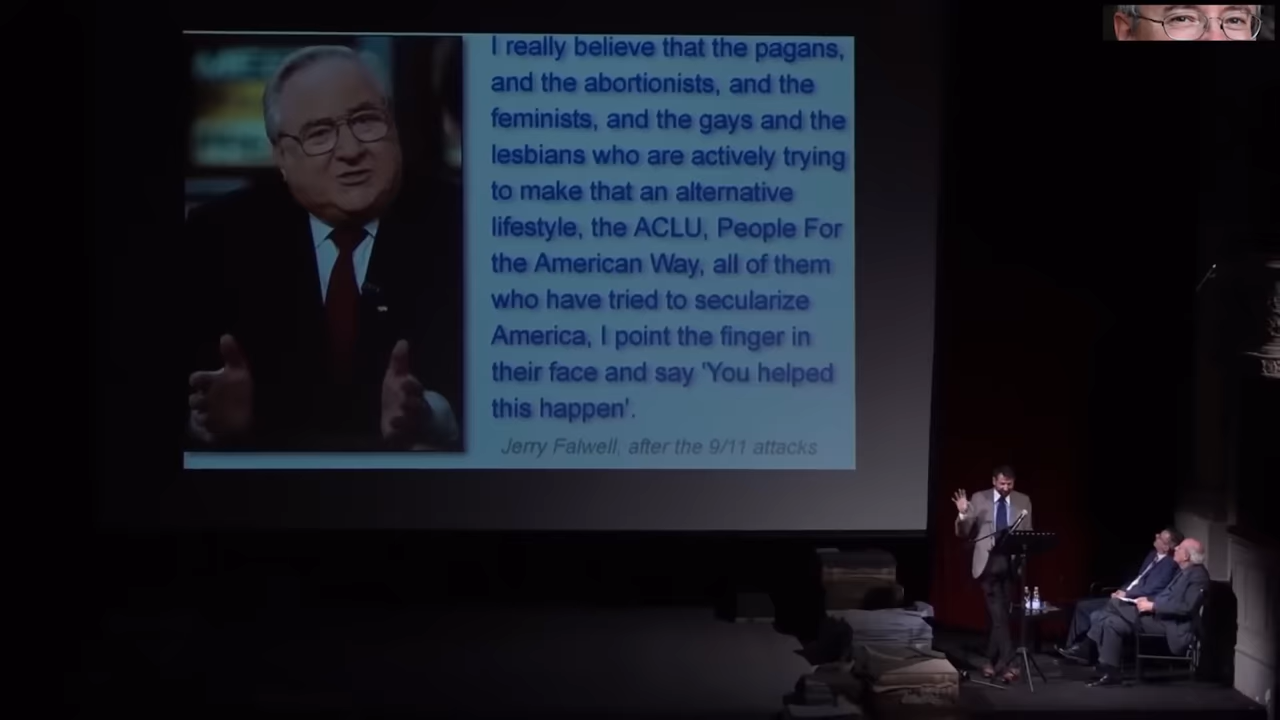 I really believe that the pagans,
and the abortionists, and the
feminists, and the gays and the
lesbians who are actively trying
to make that an alternative
lifestyle, the ACLU, People For
the American Way, all of them
who have tried to secularize
America, I point the finger in
their face and say 'You helped
this happen'.
Jerry Falwell, after the 9/11 attacks